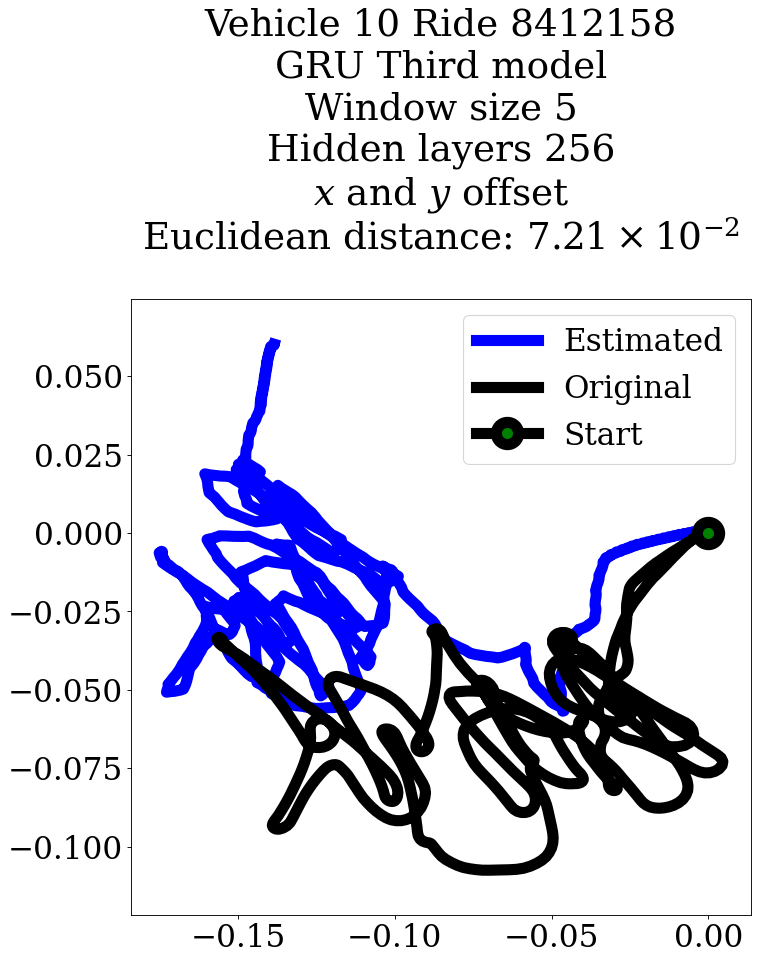 Vehicle 10 Ride 8412158
GRU Third model
Window size 5
Hidden layers 256
x and y offset
Euclidean distance: 7.21 × 10⁻²
Estimated
Original
Start
0.050
0.025
0.000
−0.025
−0.050
−0.075
−0.100
−0.15 −0.10 −0.05 0.00